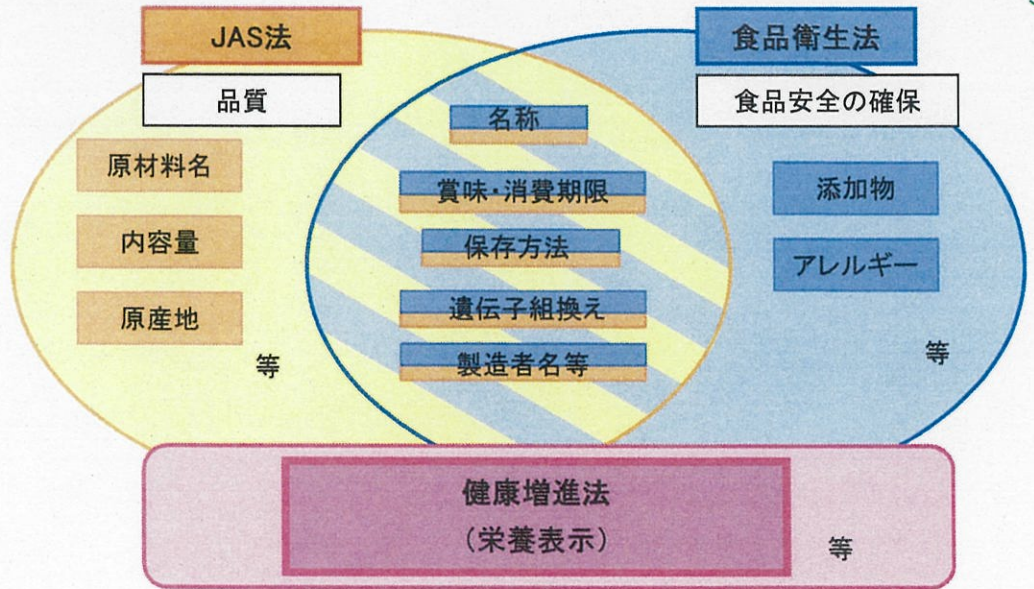 JAS法
品質
原材料名
内容量
原産地
等
名称
賞味・消費期限
保存方法
遺伝子組換え
製造者名等
食品衛生法
食品安全の確保
添加物
アレルギー
等
健康増進法
（栄養表示）
等